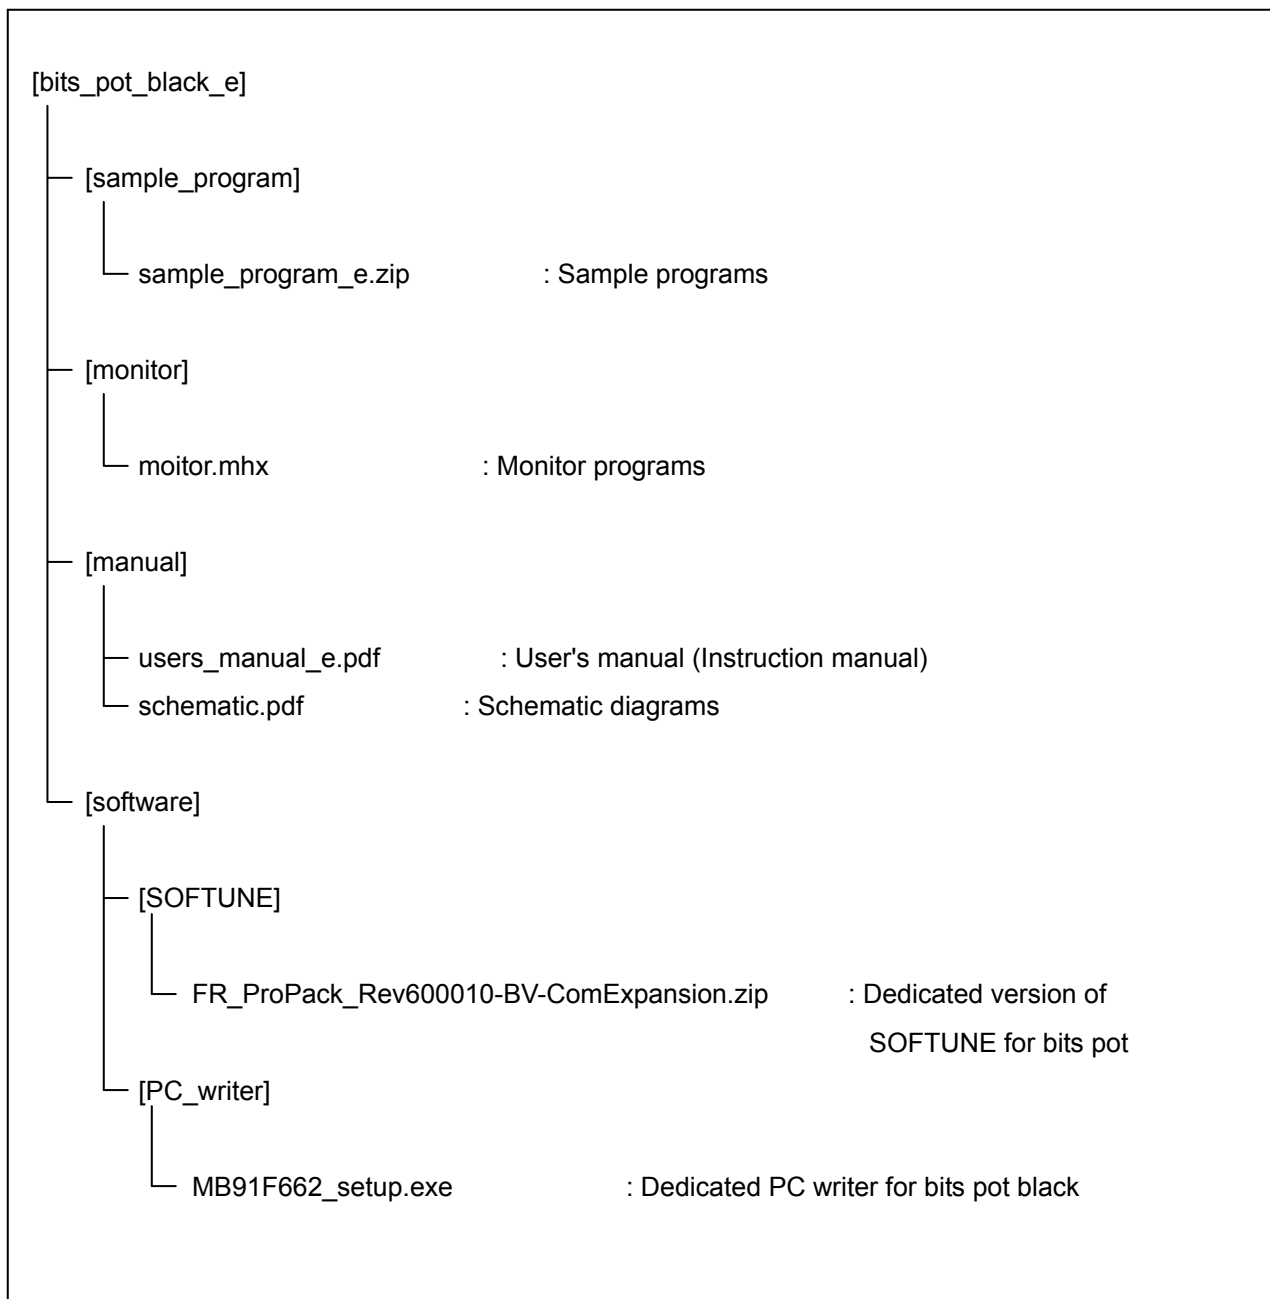 [bits_pot_black_e]
[sample_program]
sample_program_e.zip : Sample programs
[monitor]
moitor.mhx : Monitor programs
[manual]
users_manual_e.pdf : User's manual (Instruction manual)
schematic.pdf : Schematic diagrams
[software]
[SOFTUNE]
FR_ProPack_Rev600010-BV-ComExpansion.zip : Dedicated version of
SOFTUNE for bits pot
[PC_writer]
MB91F662_setup.exe : Dedicated PC writer for bits pot black